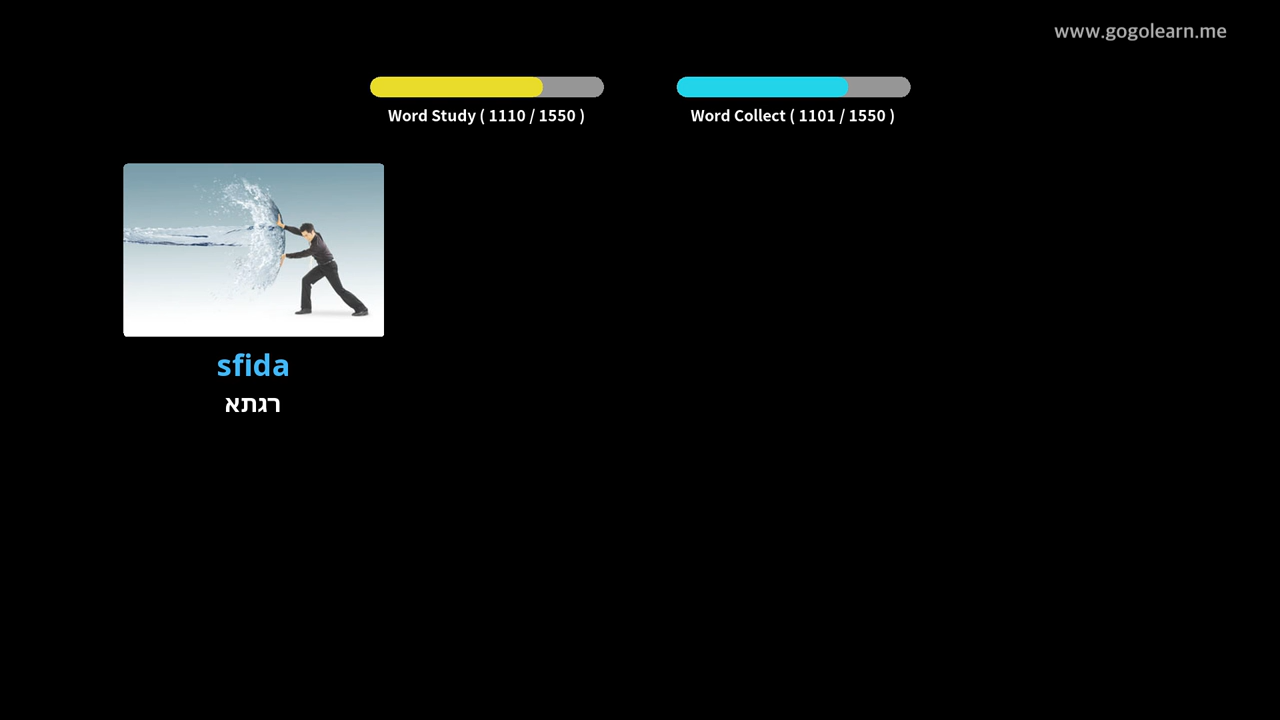 www.gogolearn.me
Word Study ( 1110 / 1550 )
Word Collect ( 1101 / 1550 )
sfida
רגתא